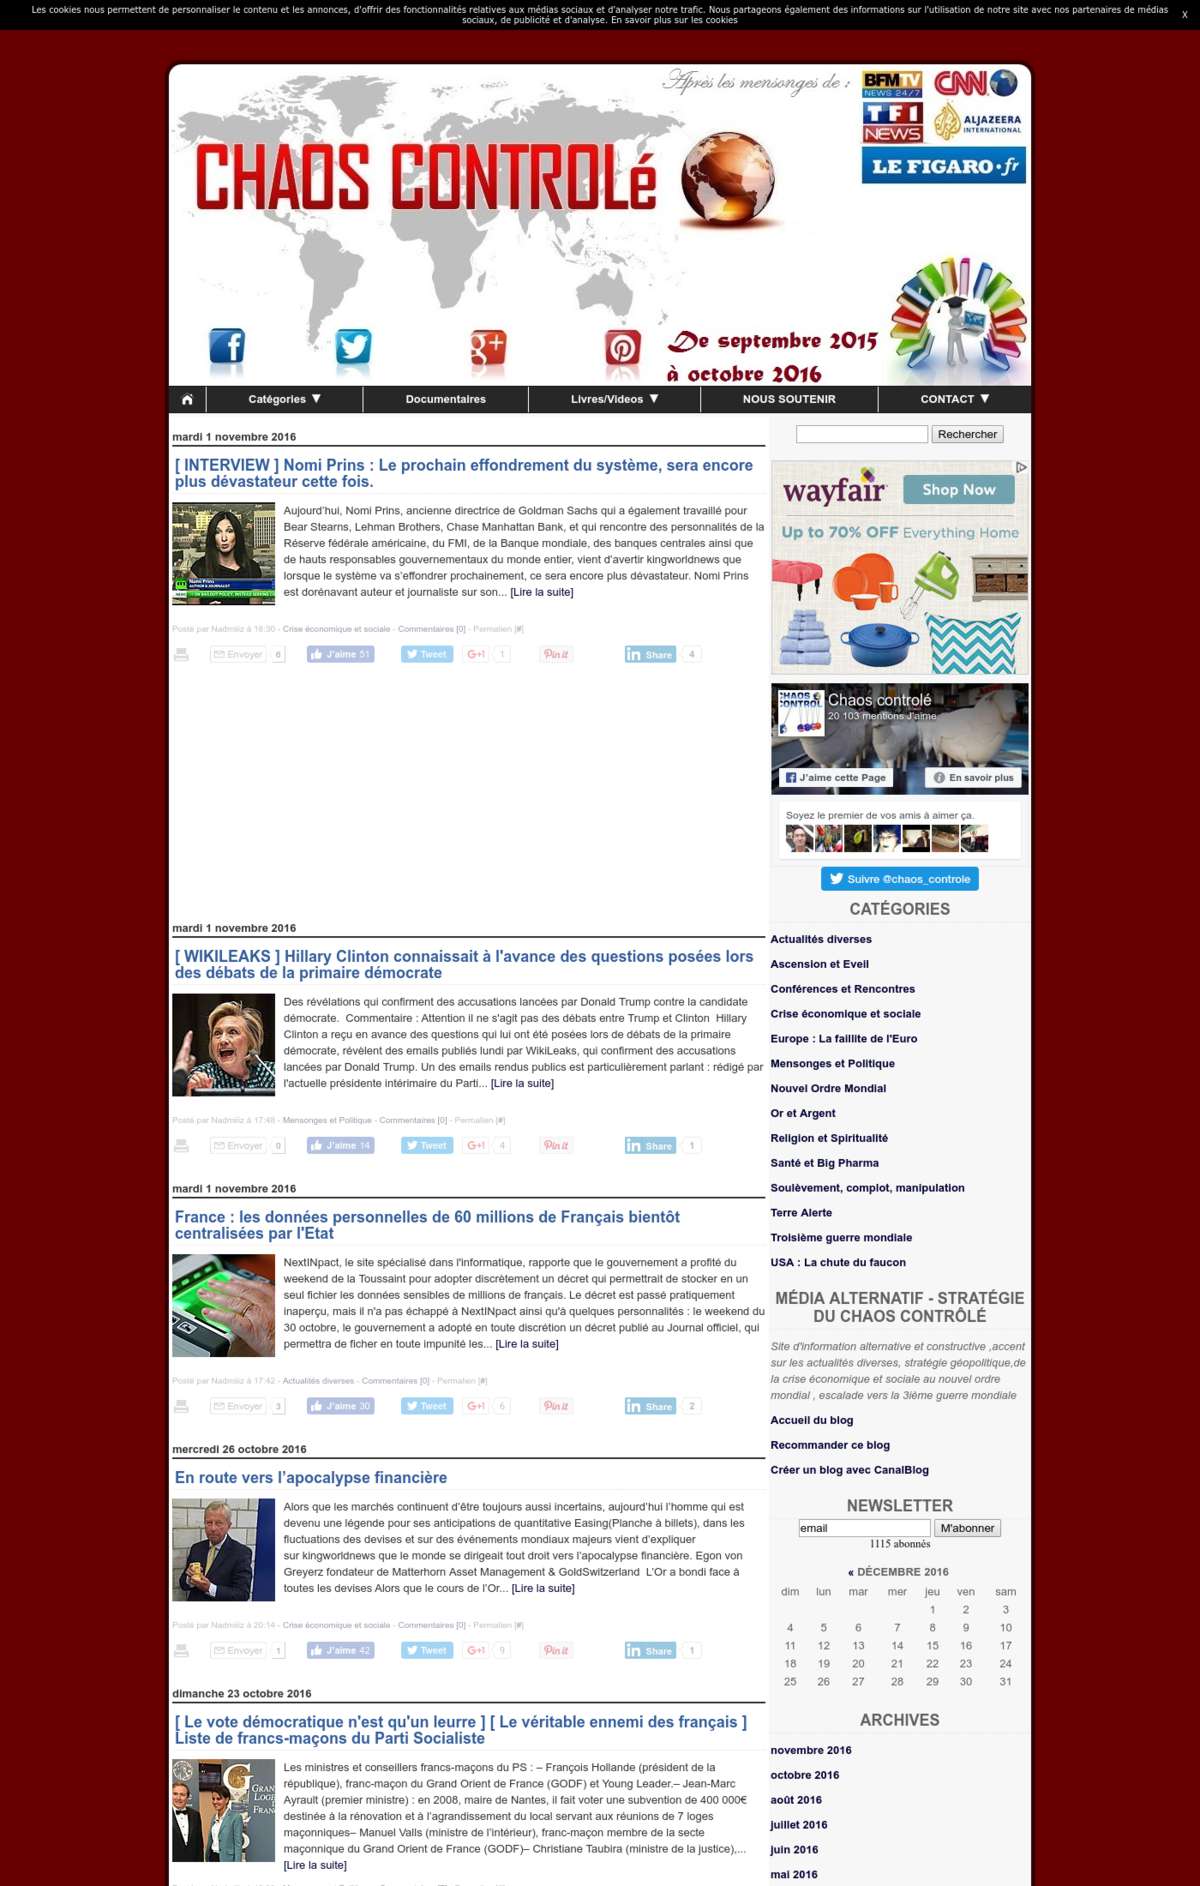 Les cookies nous permettent de personnaliser le contenu et les annonces, d'offrir des fonctionnalités relatives aux médias sociaux et d'analyser notre trafic. Nous partageons également des informations sur l'utilisation de notre site avec nos partenaires de médias
sociaux, de publicité et d'analyse. En savoir plus sur les cookies
X
Après les mensonges de :
BFMTV
NEWS 24/7
CNN
TF1
NEWS
ALJAZEERA
INTERNATIONAL
LE FIGARO·fr
CHAOS CONTROLé
De septembre 2015
à octobre 2016
Catégories ▼
Documentaires
Livres/Videos ▼
NOUS SOUTENIR
CONTACT ▼
mardi 1 novembre 2016
[ INTERVIEW ] Nomi Prins : Le prochain effondrement du système, sera encore
plus dévastateur cette fois.
Aujourd'hui, Nomi Prins, ancienne directrice de Goldman Sachs qui a également travaillé pour
Bear Stearns, Lehman Brothers, Chase Manhattan Bank, et qui rencontre des personnalités de la
Réserve fédérale américaine, du FMI, de la Banque mondiale, des banques centrales ainsi que
de hauts responsables gouvernementaux du monde entier, vient d'avertir kingworldnews que
lorsque le système va s'effondrer prochainement, ce sera encore plus dévastateur. Nomi Prins
est dorénavant auteur et journaliste sur son... [Lire la suite]
Nomi Prins
Posté par Nadmiiz à 18:30 - Crise économique et sociale - Commentaires [0] - Permalien [#]
Envoyer 6 J'aime 51 Tweet G+1 1 Pin it in Share 4
mardi 1 novembre 2016
[ WIKILEAKS ] Hillary Clinton connaissait à l'avance des questions posées lors
des débats de la primaire démocrate
Des révélations qui confirment des accusations lancées par Donald Trump contre la candidate
démocrate. Commentaire : Attention il ne s'agit pas des débats entre Trump et Clinton Hillary
Clinton a reçu en avance des questions qui lui ont été posées lors de débats de la primaire
démocrate, révèlent des emails publiés lundi par WikiLeaks, qui confirment des accusations
lancées par Donald Trump. Un des emails rendus publics est particulièrement parlant : rédigé par
l'actuelle présidente intérimaire du Parti... [Lire la suite]
Posté par Nadmiiz à 17:48 - Mensonges et Politique - Commentaires [0] - Permalien [#]
Envoyer 0 J'aime 14 Tweet G+1 4 Pin it in Share 1
mardi 1 novembre 2016
France : les données personnelles de 60 millions de Français bientôt
centralisées par l'Etat
NextINpact, le site spécialisé dans l'informatique, rapporte que le gouvernement a profité du
weekend de la Toussaint pour adopter discrètement un décret qui permettrait de stocker en un
seul fichier les données sensibles de millions de français. Le décret est passé pratiquement
inaperçu, mais il n'a pas échappé à NextINpact ainsi qu'à quelques personnalités : le weekend du
30 octobre, le gouvernement a adopté en toute discrétion un décret publié au Journal officiel, qui
permettra de ficher en toute impunité les... [Lire la suite]
Posté par Nadmiiz à 17:42 - Actualités diverses - Commentaires [0] - Permalien [#]
Envoyer 3 J'aime 30 Tweet G+1 6 Pin it in Share 2
mercredi 26 octobre 2016
En route vers l'apocalypse financière
Alors que les marchés continuent d'être toujours aussi incertains, aujourd'hui l'homme qui est
devenu une légende pour ses anticipations de quantitative Easing(Planche à billets), dans les
fluctuations des devises et sur des événements mondiaux majeurs vient d'expliquer
sur kingworldnews que le monde se dirigeait tout droit vers l'apocalypse financière. Egon von
Greyerz fondateur de Matterhorn Asset Management & GoldSwitzerland L'Or a bondi face à
toutes les devises Alors que le cours de l'Or... [Lire la suite]
Posté par Nadmiiz à 20:14 - Crise économique et sociale - Commentaires [0] - Permalien [#]
Envoyer 1 J'aime 42 Tweet G+1 9 Pin it in Share 1
dimanche 23 octobre 2016
[ Le vote démocratique n'est qu'un leurre ] [ Le véritable ennemi des français ]
Liste de francs-maçons du Parti Socialiste
Les ministres et conseillers francs-maçons du PS : – François Hollande (président de la
république), franc-maçon du Grand Orient de France (GODF) et Young Leader.– Jean-Marc
Ayrault (premier ministre) : en 2008, maire de Nantes, il fait voter une subvention de 400 000€
destinée à la rénovation et à l'agrandissement du local servant aux réunions de 7 loges
maçonniques– Manuel Valls (ministre de l'intérieur), franc-maçon membre de la secte
maçonnique du Grand Orient de France (GODF)– Christiane Taubira (ministre de la justice),...
[Lire la suite]
Rechercher
wayfair
Shop Now
Up to 70% OFF Everything Home
Chaos controlé
20 103 mentions J'aime
J'aime cette Page
En savoir plus
Soyez le premier de vos amis à aimer ça.
Suivre @chaos_controle
CATÉGORIES
Actualités diverses
Ascension et Eveil
Conférences et Rencontres
Crise économique et sociale
Europe : La faillite de l'Euro
Mensonges et Politique
Nouvel Ordre Mondial
Or et Argent
Religion et Spiritualité
Santé et Big Pharma
Soulèvement, complot, manipulation
Terre Alerte
Troisième guerre mondiale
USA : La chute du faucon
MÉDIA ALTERNATIF - STRATÉGIE
DU CHAOS CONTRÔLÉ
Site d'information alternative et constructive ,accent
sur les actualités diverses, stratégie géopolitique,de
la crise économique et sociale au nouvel ordre
mondial , escalade vers la 3ième guerre mondiale
Accueil du blog
Recommander ce blog
Créer un blog avec CanalBlog
NEWSLETTER
email M'abonner
1115 abonnés
« DÉCEMBRE 2016
dim lun mar mer jeu ven sam
1 2 3
4 5 6 7 8 9 10
11 12 13 14 15 16 17
18 19 20 21 22 23 24
25 26 27 28 29 30 31
ARCHIVES
novembre 2016
octobre 2016
août 2016
juillet 2016
juin 2016
mai 2016